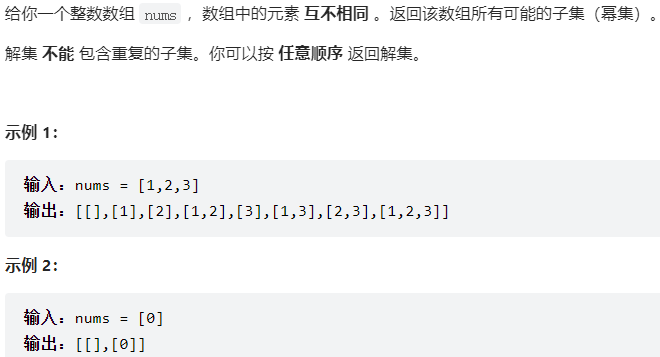 给你一个整数数组 nums ，数组中的元素 互不相同 。返回该数组所有可能的子集（幂集）。
解集 不能 包含重复的子集。你可以按 任意顺序 返回解集。
示例 1：
输入：nums = [1,2,3]
输出：[[],[1],[2],[1,2],[3],[1,3],[2,3],[1,2,3]]
示例 2：
输入：nums = [0]
输出：[[],[0]]